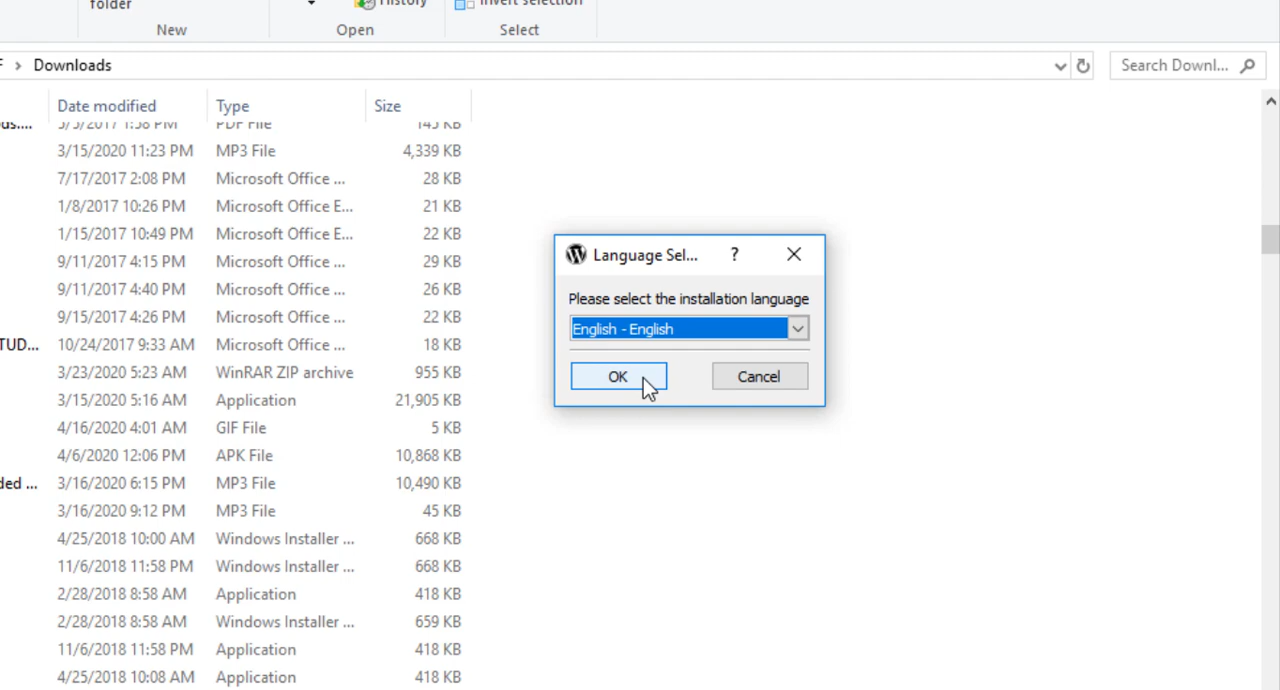 folder
History
Invert selection
New
Open
Select
Downloads
Search Downl...
Date modified Type Size
5/5/2017 1:58 PM PDF File 145 KB
3/15/2020 11:23 PM MP3 File 4,339 KB
7/17/2017 2:08 PM Microsoft Office ... 28 KB
1/8/2017 10:26 PM Microsoft Office E... 21 KB
1/15/2017 10:49 PM Microsoft Office E... 22 KB
9/11/2017 4:15 PM Microsoft Office ... 29 KB
9/11/2017 4:40 PM Microsoft Office ... 26 KB
9/15/2017 4:26 PM Microsoft Office ... 22 KB
TUD... 10/24/2017 9:33 AM Microsoft Office ... 18 KB
3/23/2020 5:23 AM WinRAR ZIP archive 955 KB
3/15/2020 5:16 AM Application 21,905 KB
4/16/2020 4:01 AM GIF File 5 KB
4/6/2020 12:06 PM APK File 10,868 KB
ded ... 3/16/2020 6:15 PM MP3 File 10,490 KB
3/16/2020 9:12 PM MP3 File 45 KB
4/25/2018 10:00 AM Windows Installer ... 668 KB
11/6/2018 11:58 PM Windows Installer ... 668 KB
2/28/2018 8:58 AM Application 418 KB
2/28/2018 8:58 AM Windows Installer ... 659 KB
11/6/2018 11:58 PM Application 418 KB
4/25/2018 10:08 AM Application 418 KB
Language Sel... ?
Please select the installation language
English - English
OK Cancel